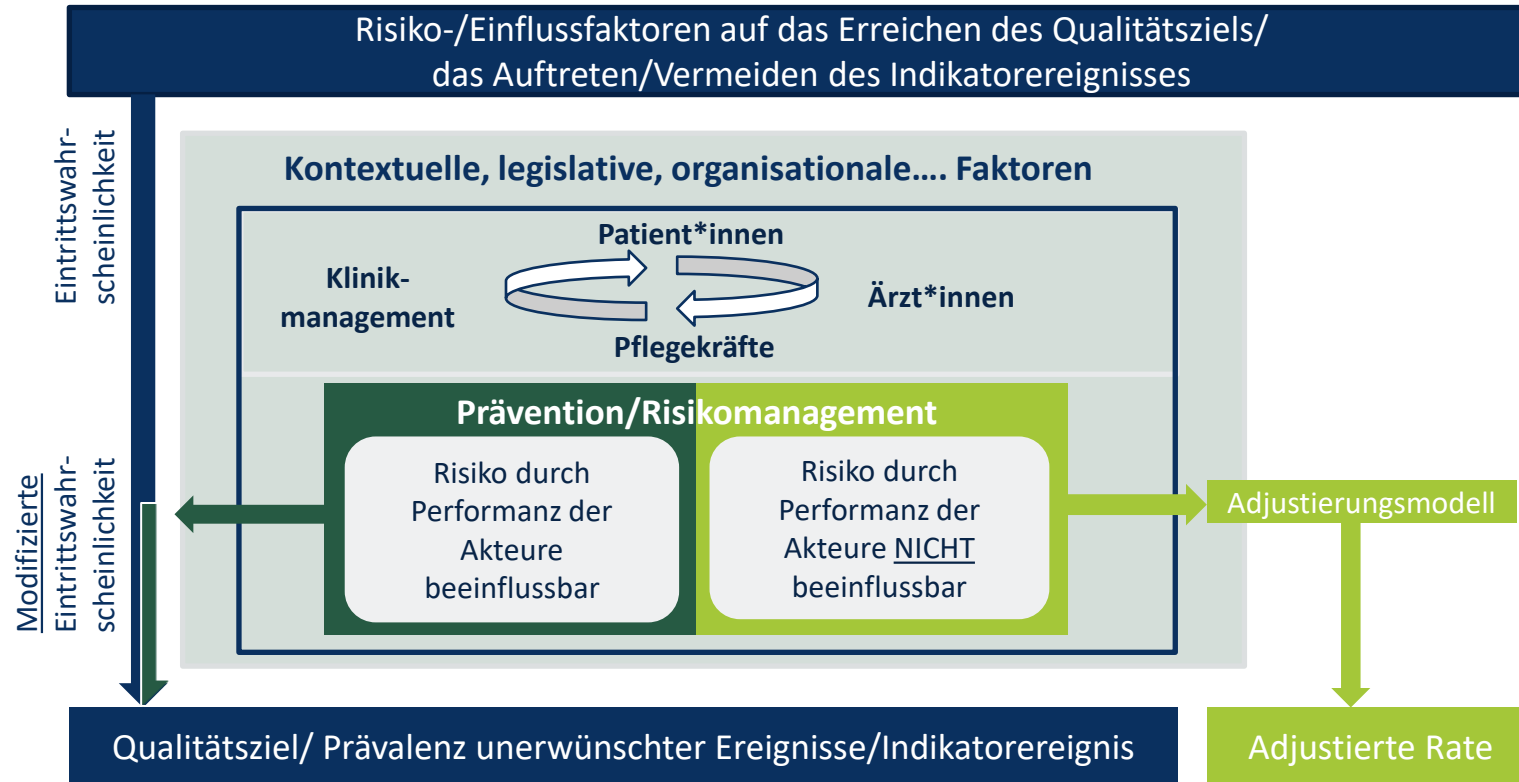 Risiko-/Einflussfaktoren auf das Erreichen des Qualitätsziels/
das Auftreten/Vermeiden des Indikatorereignisses
Eintrittswahr-
scheinlichkeit
Kontextuelle, legislative, organisationale.... Faktoren
Patient*innen
Klinik-
management
Ärzt*innen
Pflegekräfte
Prävention/Risikomanagement
Risiko durch
Performanz der
Akteure
beeinflussbar
Risiko durch
Performanz der
Akteure NICHT
beeinflussbar
Modifizierte
Eintrittswahr-
scheinlichkeit
Adjustierungsmodell
Qualitätsziel/ Prävalenz unerwünschter Ereignisse/Indikatorereignis
Adjustierte Rate